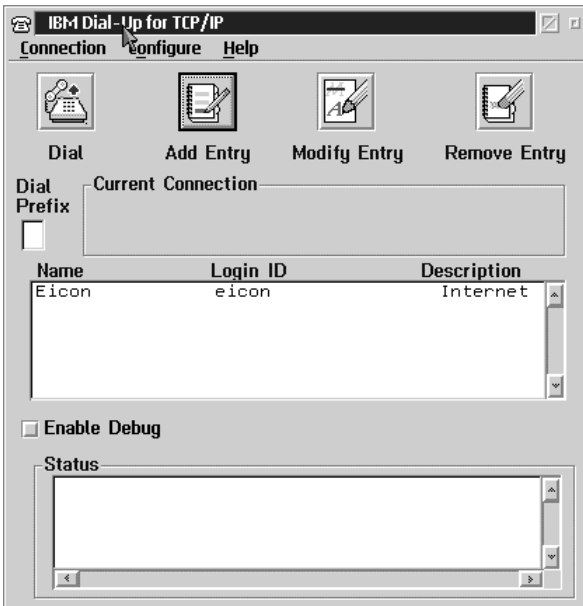 IBM Dial-Up for TCP/IP
Connection Configure Help
Dial Add Entry Modify Entry Remove Entry
Dial Prefix
Current Connection
Name Login ID Description
Eicon eicon Internet
Enable Debug
Status